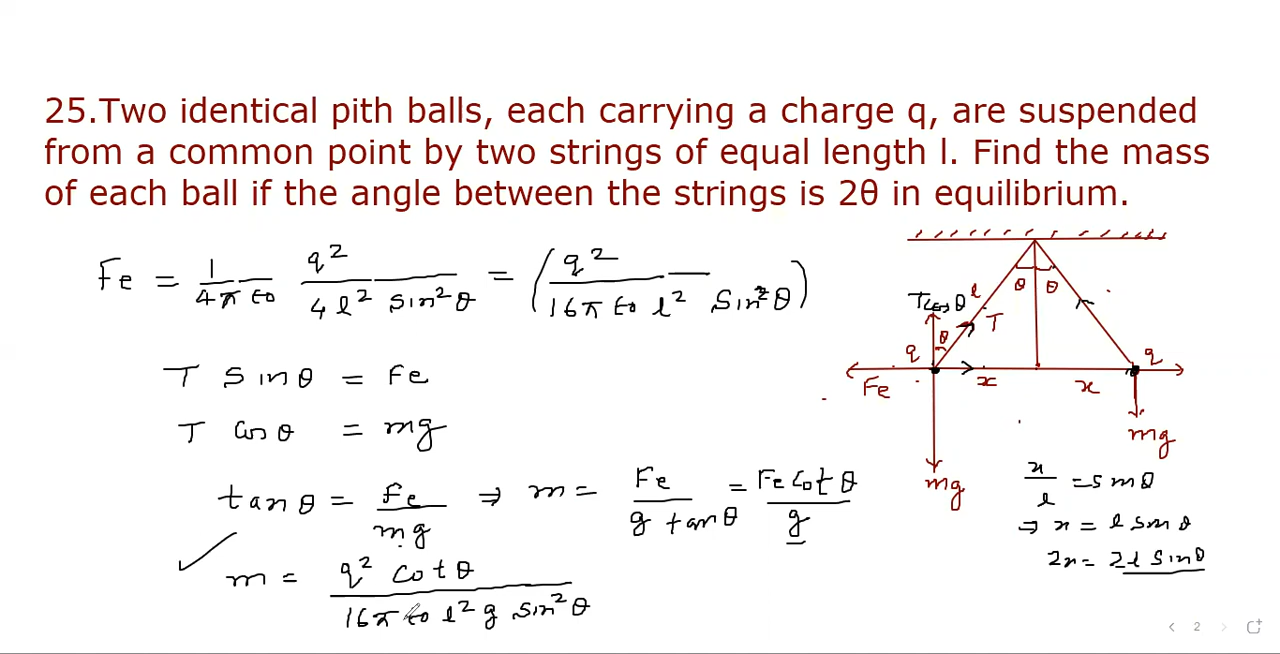 25.Two identical pith balls, each carrying a charge q, are suspended
from a common point by two strings of equal length l. Find the mass
of each ball if the angle between the strings is 2θ in equilibrium.
Fe = 1/4πε0 q²/4l² sin²θ = (q²/16πε0 l² sin²θ)
T sinθ = Fe
T cosθ = mg
tanθ = Fe/mg ⇒ m = Fe/g tanθ = Fe cotθ/g
m = q² cotθ/16πε0 l² g sin²θ
θ θ
Tcosθ l
θ T
q q
Fe x x
mg
mg
x/l = sinθ
⇒ x = l sinθ
2x = 2l sinθ
2